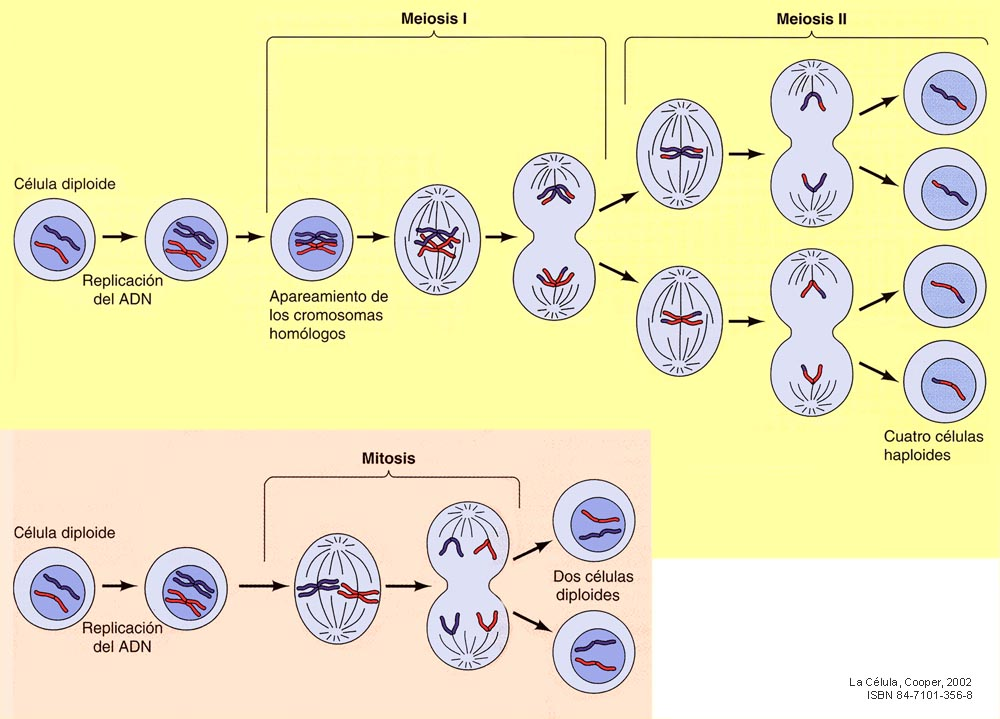 Meiosis I
Meiosis II
Célula diploide
Replicación
del ADN
Apareamiento de
los cromosomas
homólogos
Cuatro células
haploides
Mitosis
Célula diploide
Replicación
del ADN
Dos células
diploides
La Célula, Cooper, 2002
ISBN 84-7101-356-8